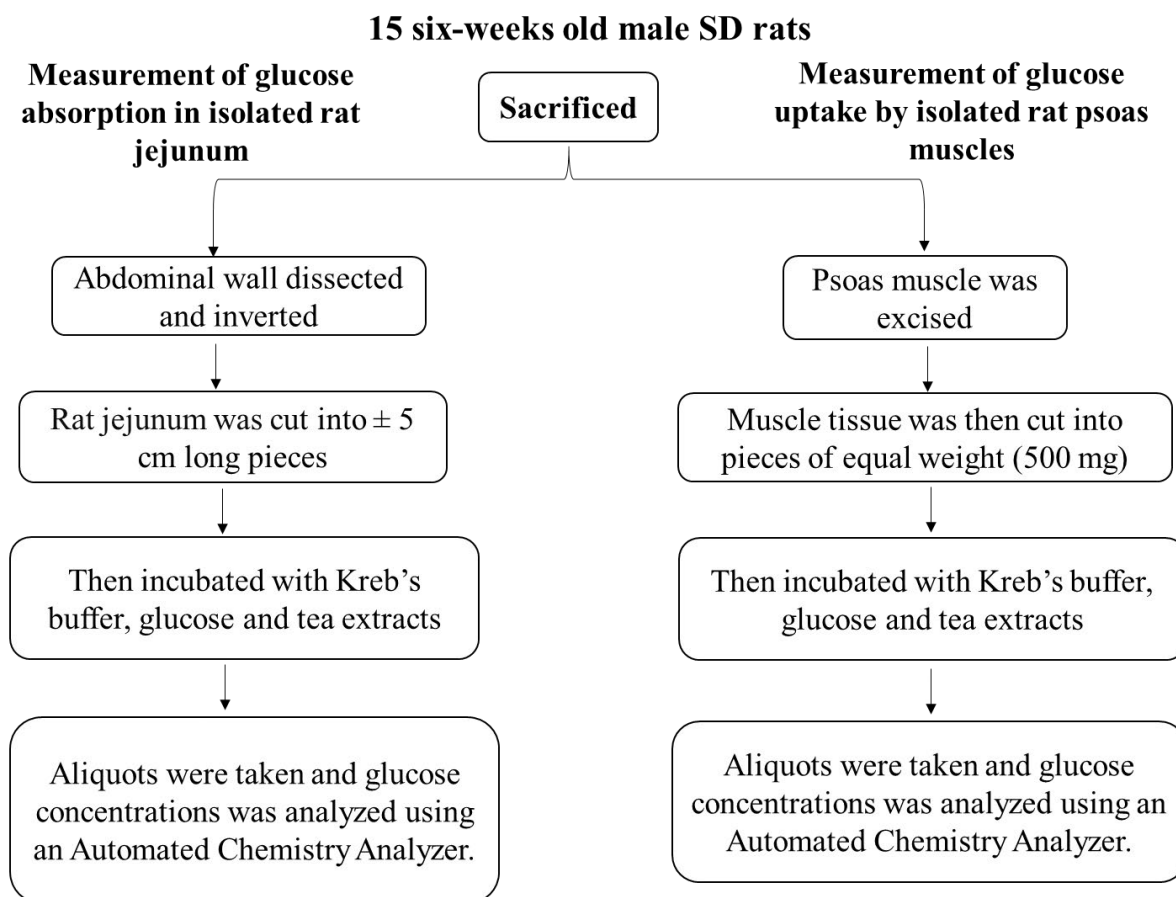 15 six-weeks old male SD rats
Measurement of glucose
absorption in isolated rat
jejunum
Sacrificed
Measurement of glucose
uptake by isolated rat psoas
muscles
Abdominal wall dissected
and inverted
Rat jejunum was cut into ± 5
cm long pieces
Then incubated with Kreb’s
buffer, glucose and tea extracts
Aliquots were taken and glucose
concentrations was analyzed using
an Automated Chemistry Analyzer.
Psoas muscle was
excised
Muscle tissue was then cut into
pieces of equal weight (500 mg)
Then incubated with Kreb’s buffer,
glucose and tea extracts
Aliquots were taken and glucose
concentrations was analyzed using an
Automated Chemistry Analyzer.